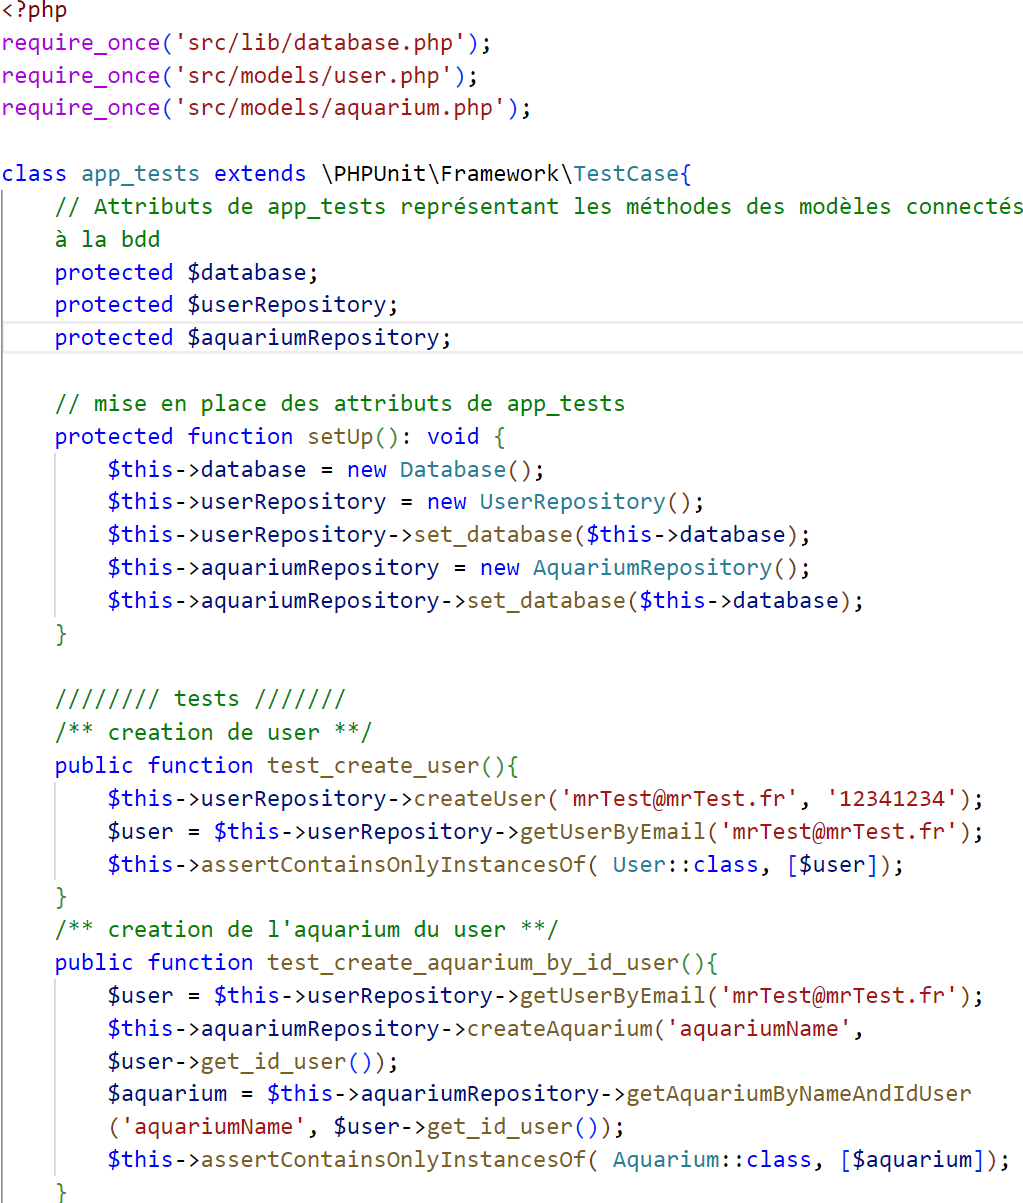 <?php
require_once('src/lib/database.php');
require_once('src/models/user.php');
require_once('src/models/aquarium.php');

class app_tests extends \PHPUnit\Framework\TestCase{
    // Attributs de app_tests représentant les méthodes des modèles connectés
    à la bdd
    protected $database;
    protected $userRepository;
    protected $aquariumRepository;

    // mise en place des attributs de app_tests
    protected function setUp(): void {
        $this->database = new Database();
        $this->userRepository = new UserRepository();
        $this->userRepository->set_database($this->database);
        $this->aquariumRepository = new AquariumRepository();
        $this->aquariumRepository->set_database($this->database);
    }

    //////// tests ///////
    /** creation de user **/
    public function test_create_user(){
        $this->userRepository->createUser('mrTest@mrTest.fr', '12341234');
        $user = $this->userRepository->getUserByEmail('mrTest@mrTest.fr');
        $this->assertContainsOnlyInstancesOf( User::class, [$user]);
    }
    /** creation de l'aquarium du user **/
    public function test_create_aquarium_by_id_user(){
        $user = $this->userRepository->getUserByEmail('mrTest@mrTest.fr');
        $this->aquariumRepository->createAquarium('aquariumName',
        $user->get_id_user());
        $aquarium = $this->aquariumRepository->getAquariumByNameAndIdUser
        ('aquariumName', $user->get_id_user());
        $this->assertContainsOnlyInstancesOf( Aquarium::class, [$aquarium]);
    }